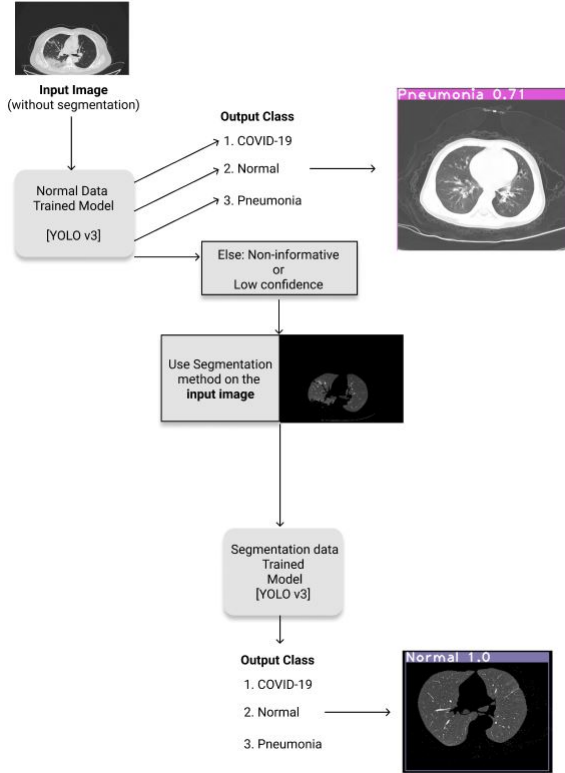 Input Image
(without segmentation)
Output Class
1. COVID-19
2. Normal
3. Pneumonia
Pneumonia 0.71
Normal Data
Trained Model
[YOLO v3]
Else: Non-informative
or
Low confidence
Use Segmentation
method on the
input image
Segmentation data
Trained
Model
[YOLO v3]
Output Class
1. COVID-19
2. Normal
3. Pneumonia
Normal 1.0